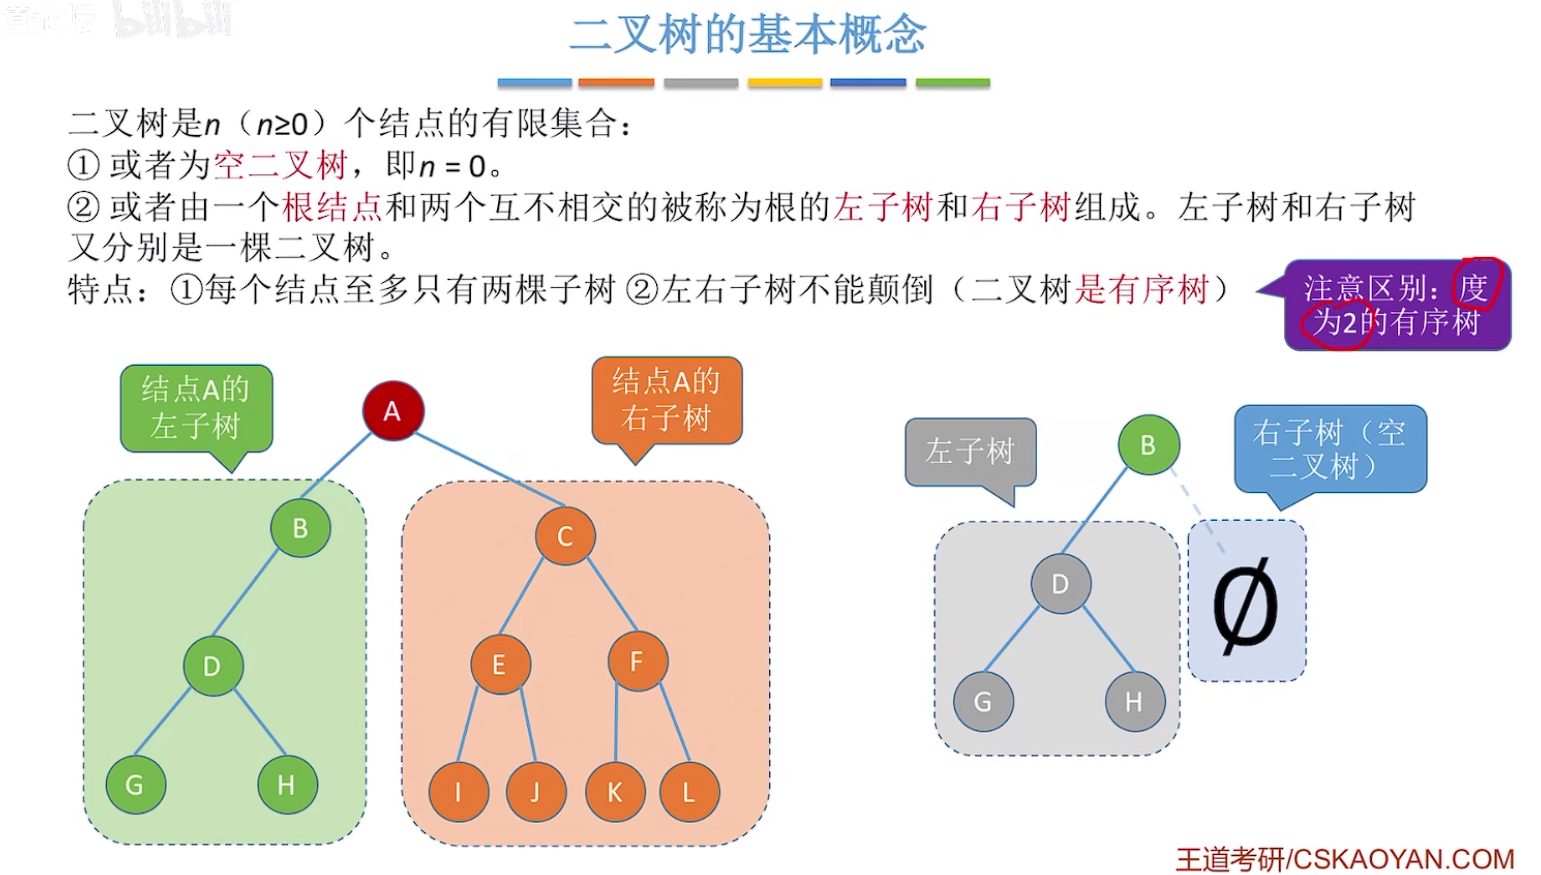 bilibili
二叉树的基本概念
二叉树是n（n≥0）个结点的有限集合：
① 或者为空二叉树，即n = 0。
② 或者由一个根结点和两个互不相交的被称为根的左子树和右子树组成。左子树和右子树
又分别是一棵二叉树。
特点：①每个结点至多只有两棵子树 ②左右子树不能颠倒（二叉树是有序树）
注意区别：度
为2的有序树
结点A的
左子树
A
结点A的
右子树
B
C
D
E
F
G
H
I
J
K
L
左子树
B
右子树（空
二叉树）
D
Ø
G
H
王道考研/CSKAOYAN.COM